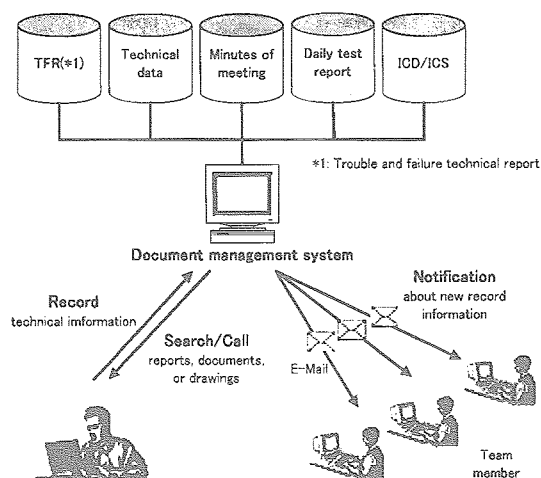 TFR(*1)
Technical
data
Minutes of
meeting
Daily test
report
ICD/ICS
*1: Trouble and failure technical report
Document management system
Record
technical imformation
Search/Call
reports, documents,
or drawings
Notification
about new record
information
E-Mail
Team
member